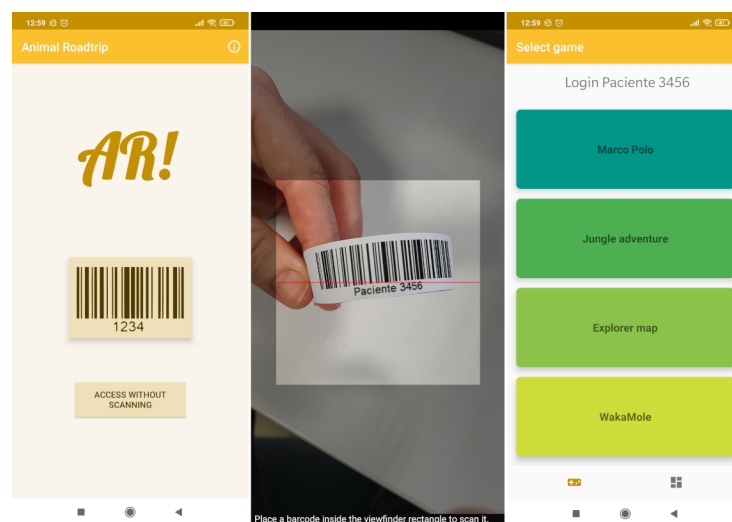 12:59
Animal Roadtrip
AR!
1234
ACCESS WITHOUT
SCANNING
Paciente 3456
Place a barcode inside the viewfinder rectangle to scan it.
12:59
Select game
Login Paciente 3456
Marco Polo
Jungle adventure
Explorer map
WakaMole